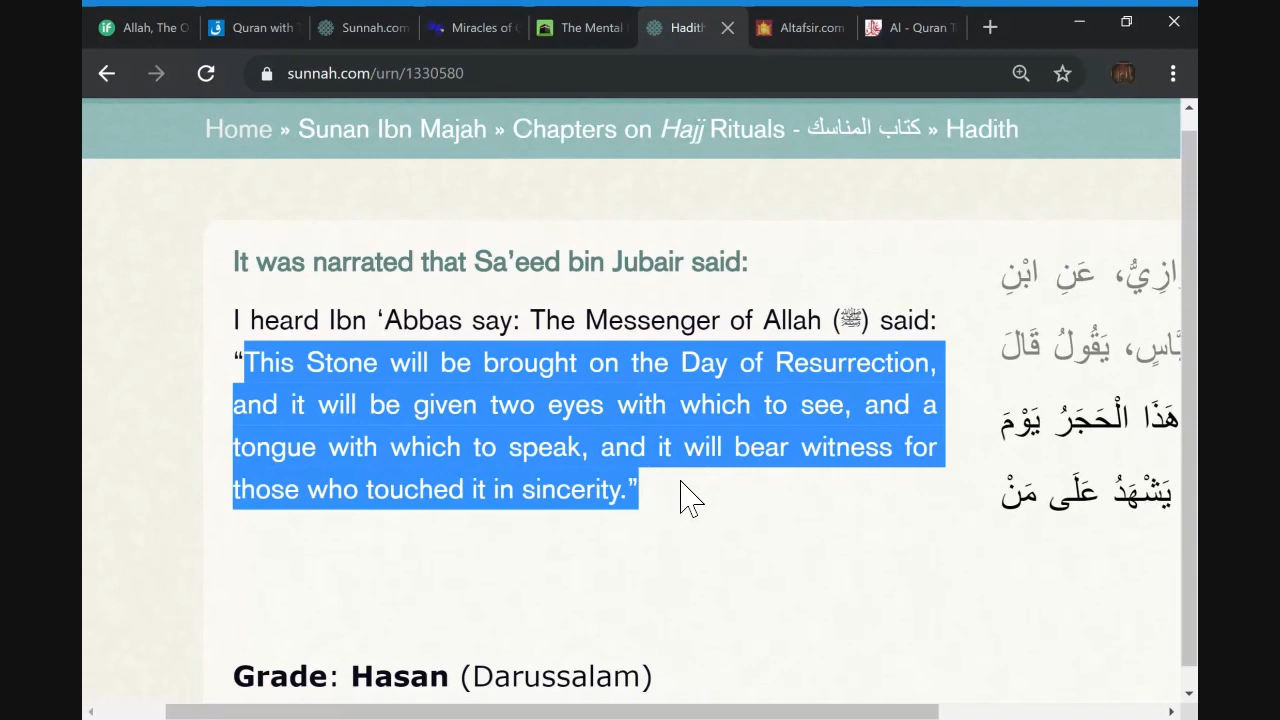 Allah, The O
Quran with T
Sunnah.com
Miracles of
The Mental
Hadith
Altafsir.com
Al - Quran T
sunnah.com/urn/1330580
Home » Sunan Ibn Majah » Chapters on Hajj Rituals - كتاب المناسك » Hadith
It was narrated that Sa'eed bin Jubair said:
I heard Ibn ‘Abbas say: The Messenger of Allah (ﷺ) said:
“This Stone will be brought on the Day of Resurrection,
and it will be given two eyes with which to see, and a
tongue with which to speak, and it will bear witness for
those who touched it in sincerity.”
عَنِ ابْنِ
يَقُولُ قَالَ
هَذَا الْحَجَرُ يَوْمَ
يَشْهَدُ عَلَى مَنْ
Grade: Hasan (Darussalam)